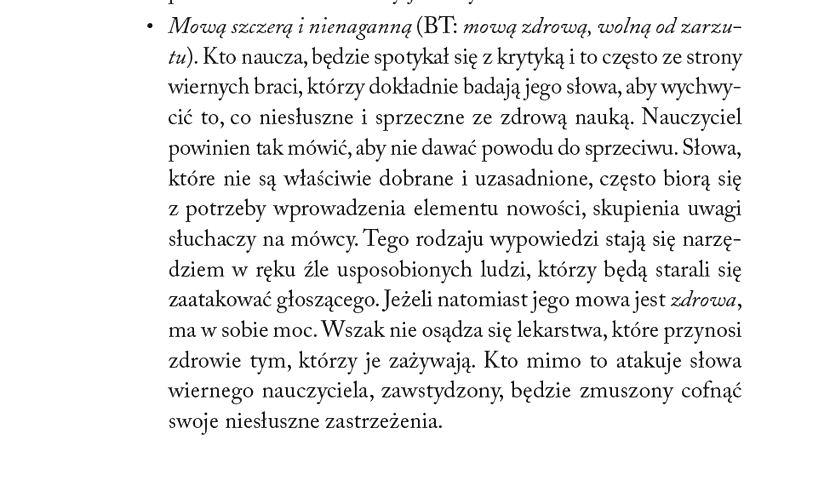 • Mową szczerą i nienaganną (BT: mową zdrową, wolną od zarzu-
tu). Kto naucza, będzie spotykał się z krytyką i to często ze strony
wiernych braci, którzy dokładnie badają jego słowa, aby wychwy-
cić to, co niesłuszne i sprzeczne ze zdrową nauką. Nauczyciel
powinien tak mówić, aby nie dawać powodu do sprzeciwu. Słowa,
które nie są właściwie dobrane i uzasadnione, często biorą się
z potrzeby wprowadzenia elementu nowości, skupienia uwagi
słuchaczy na mówcy. Tego rodzaju wypowiedzi stają się narzę-
dziem w ręku źle usposobionych ludzi, którzy będą starali się
zaatakować głoszącego. Jeżeli natomiast jego mowa jest zdrowa,
ma w sobie moc. Wszak nie osądza się lekarstwa, które przynosi
zdrowie tym, którzy je zażywają. Kto mimo to atakuje słowa
wiernego nauczyciela, zawstydzony, będzie zmuszony cofnąć
swoje niesłuszne zastrzeżenia.